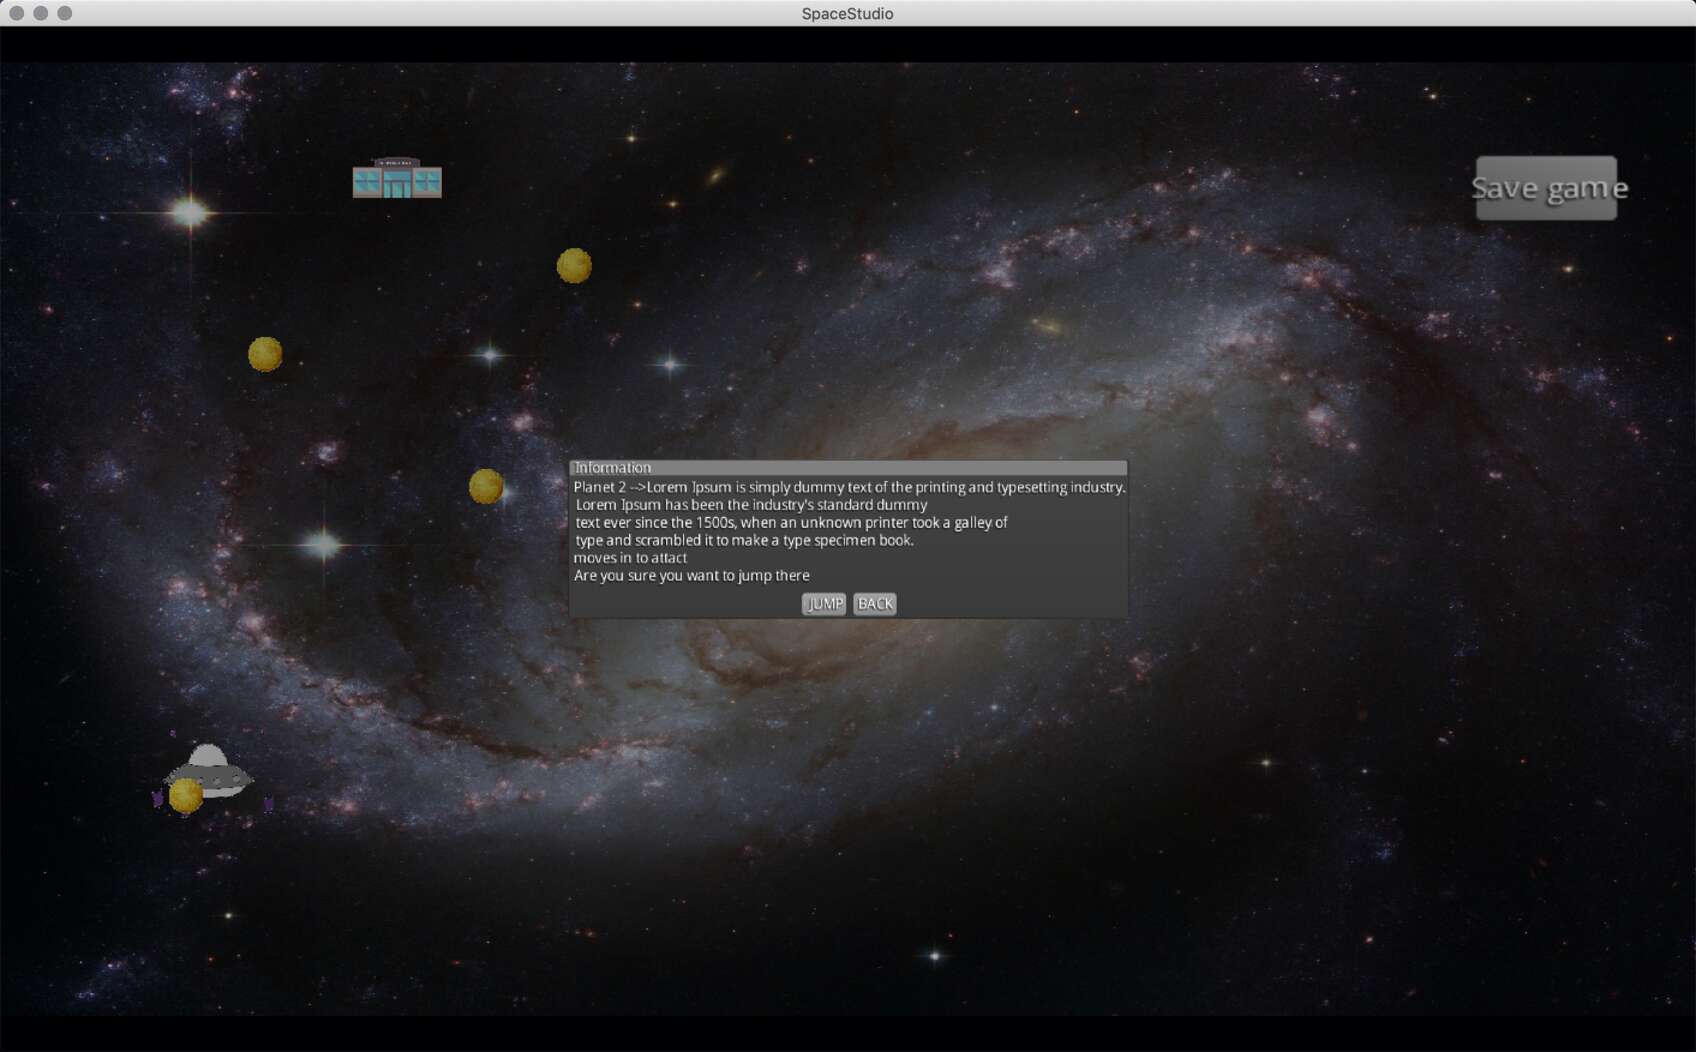 SpaceStudio
Save game
Information
Planet 2 -->Lorem Ipsum is simply dummy text of the printing and typesetting industry.
Lorem Ipsum has been the industry's standard dummy
text ever since the 1500s, when an unknown printer took a galley of
type and scrambled it to make a type specimen book.
moves in to attact
Are you sure you want to jump there
JUMP BACK